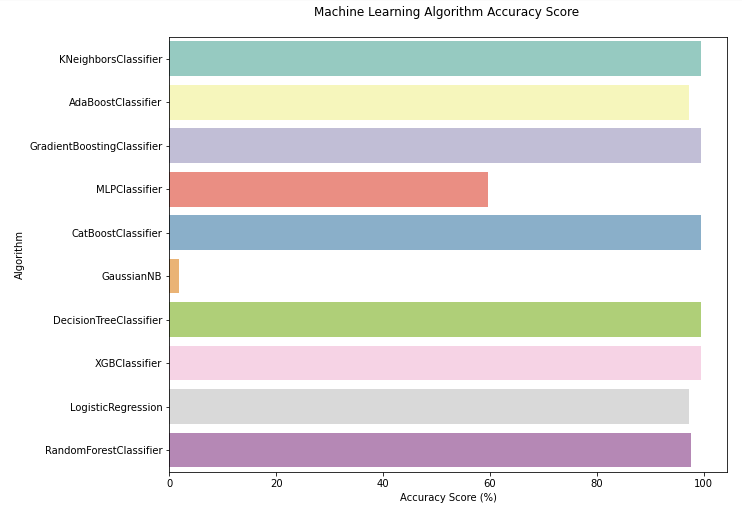 Machine Learning Algorithm Accuracy Score
KNeighborsClassifier
AdaBoostClassifier
GradientBoostingClassifier
MLPClassifier
CatBoostClassifier
GaussianNB
DecisionTreeClassifier
XGBClassifier
LogisticRegression
RandomForestClassifier
Algorithm
0 20 40 60 80 100
Accuracy Score (%)